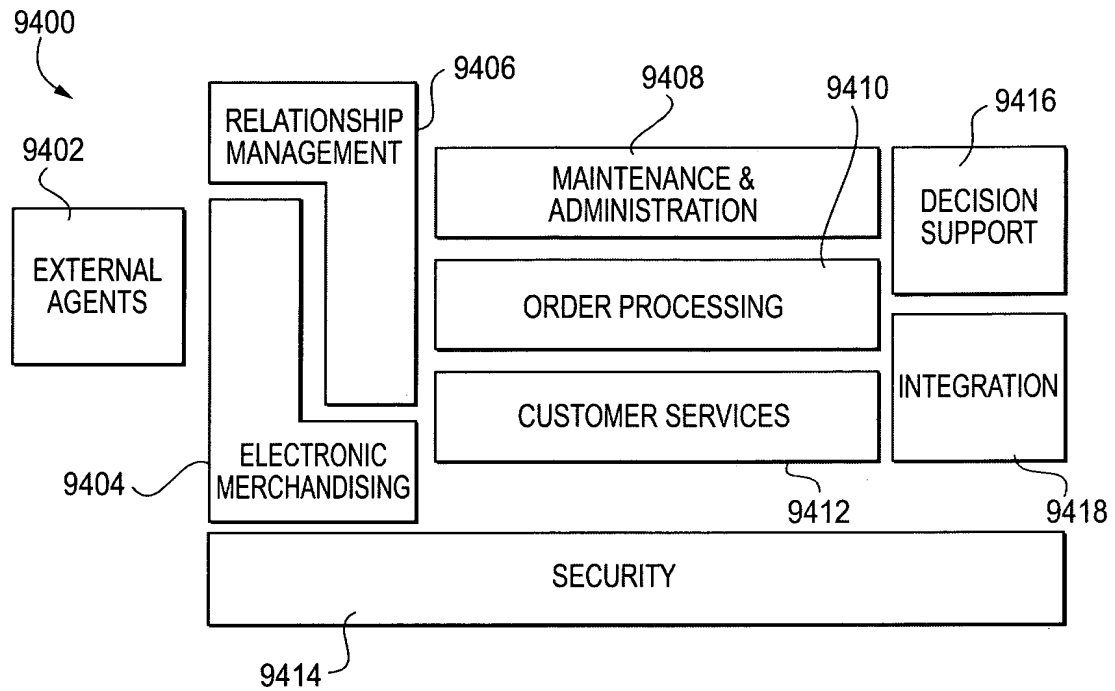 9400
9402
EXTERNAL
AGENTS
RELATIONSHIP
MANAGEMENT
9406
ELECTRONIC
MERCHANDISING
9404
9408
MAINTENANCE &
ADMINISTRATION
9410
ORDER PROCESSING
CUSTOMER SERVICES
9412
9416
DECISION
SUPPORT
INTEGRATION
9418
SECURITY
9414